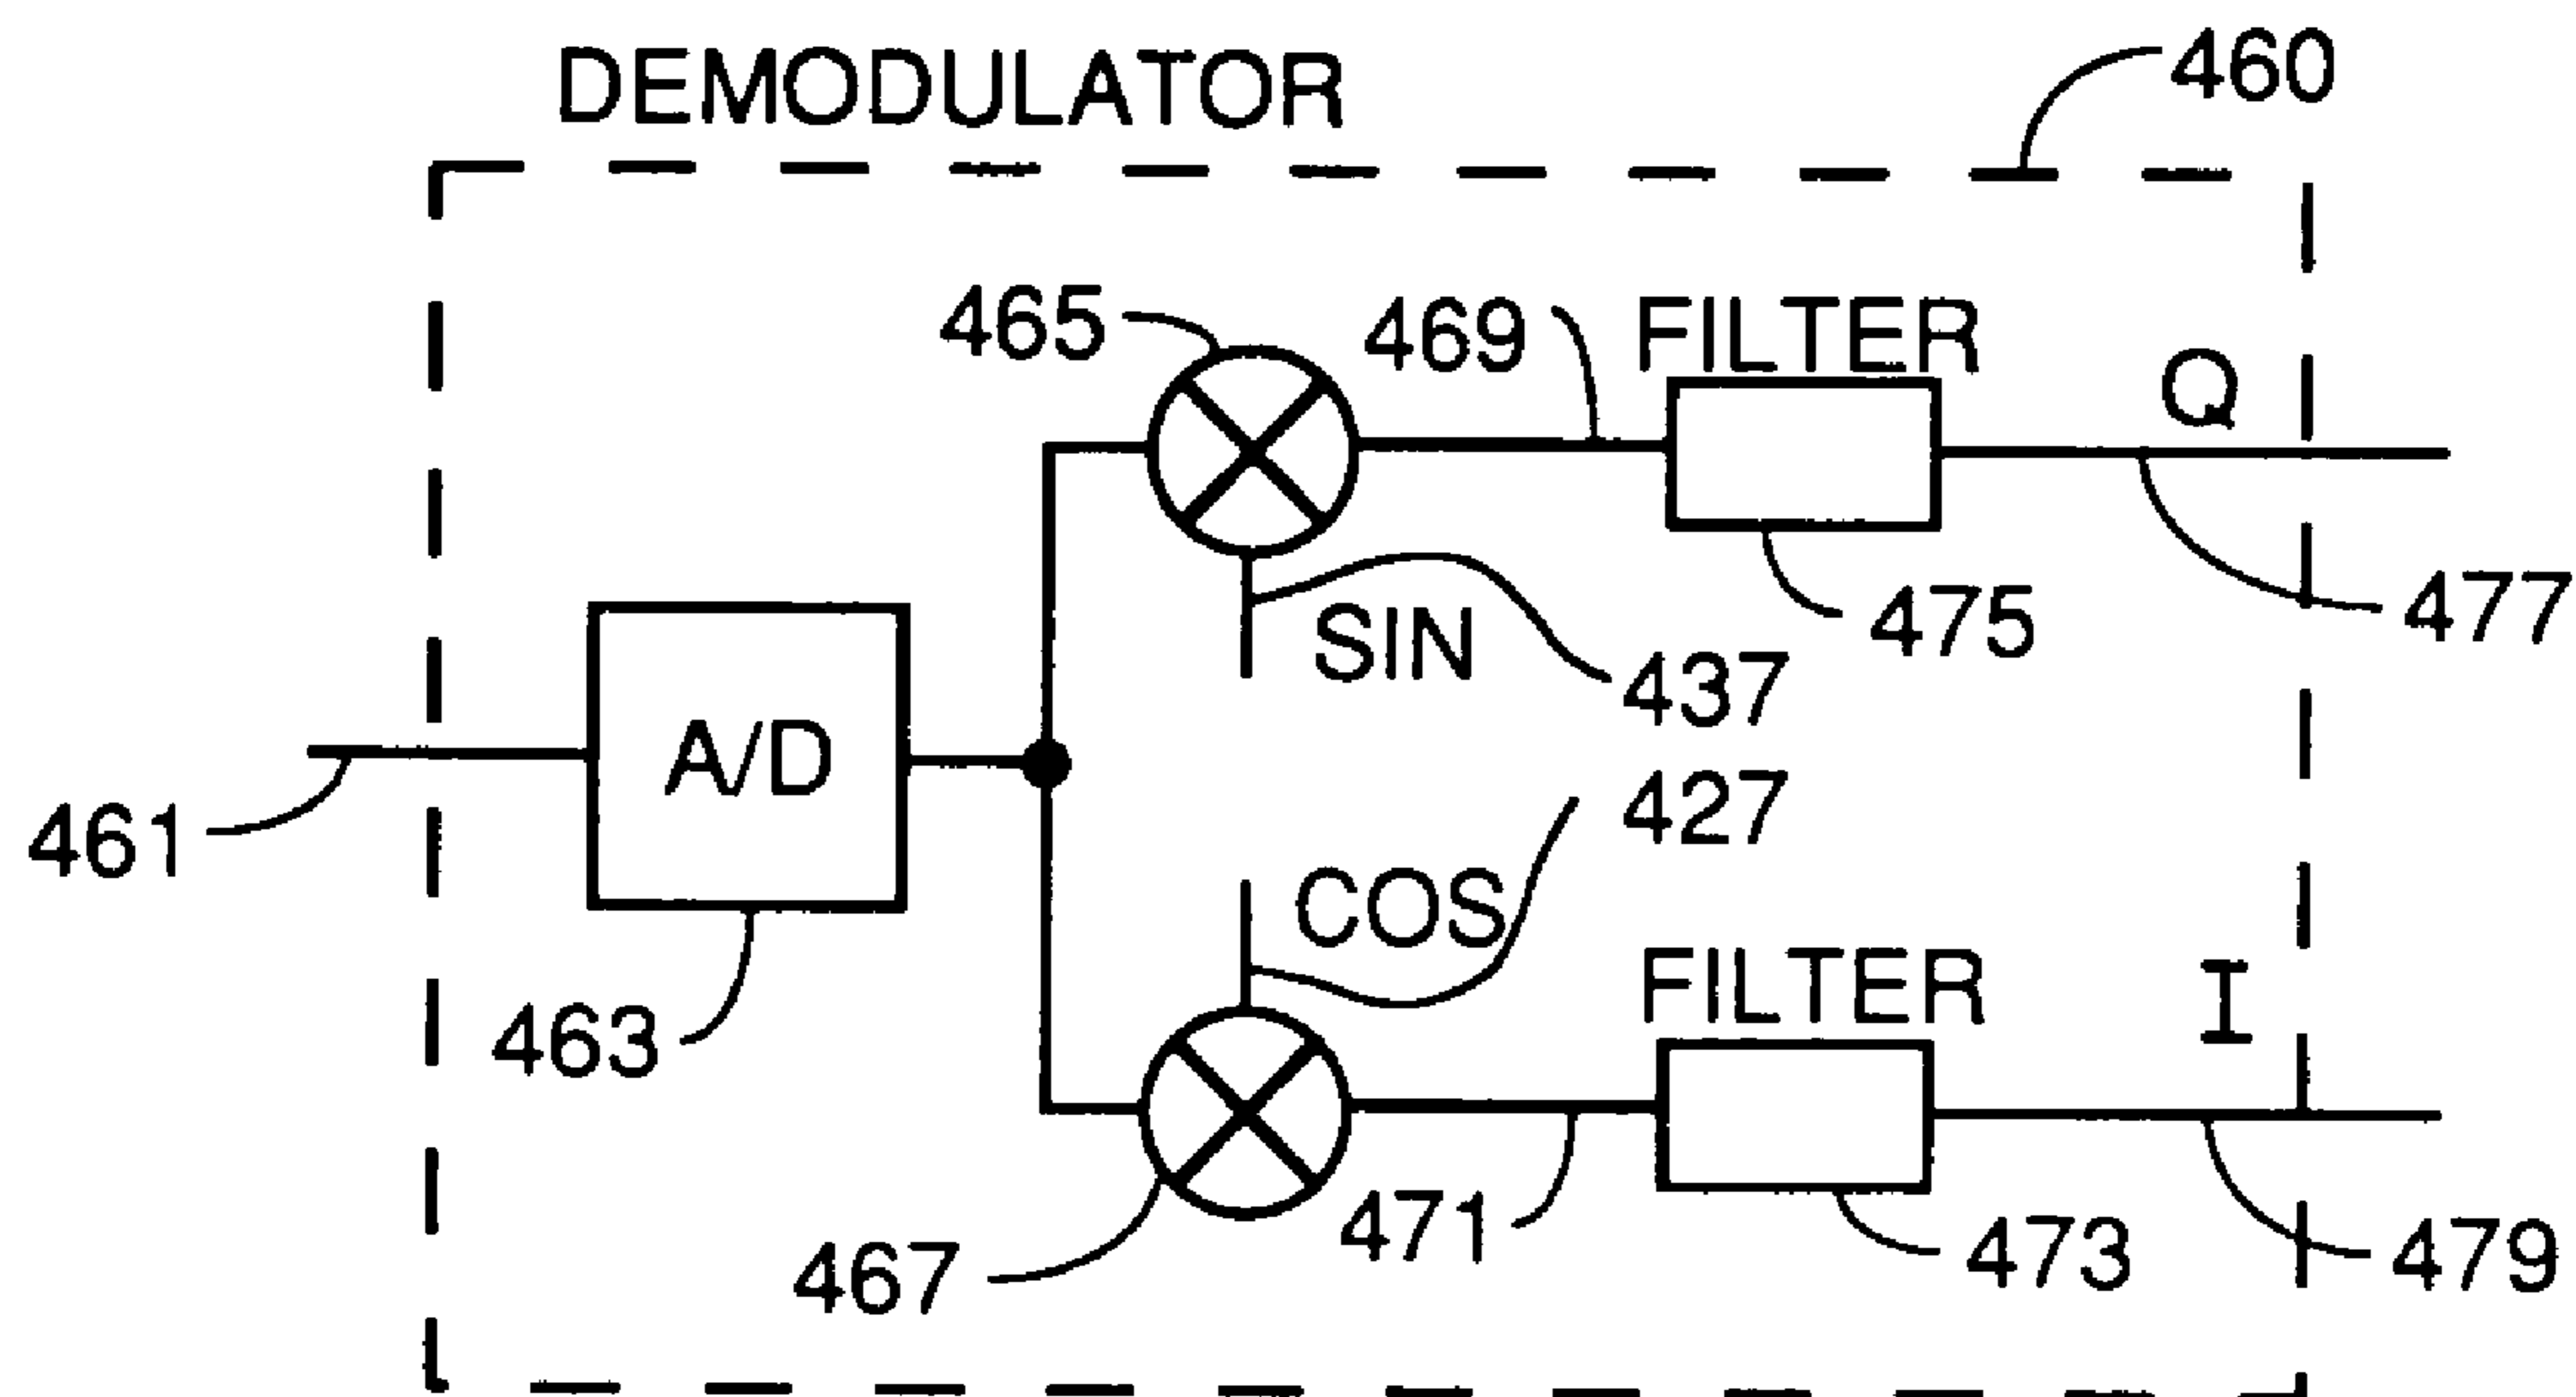 DEMODULATOR
460
465
469
FILTER
Q
SIN
475
477
437
A/D
427
461
COS
FILTER
I
463
471
467
473
479